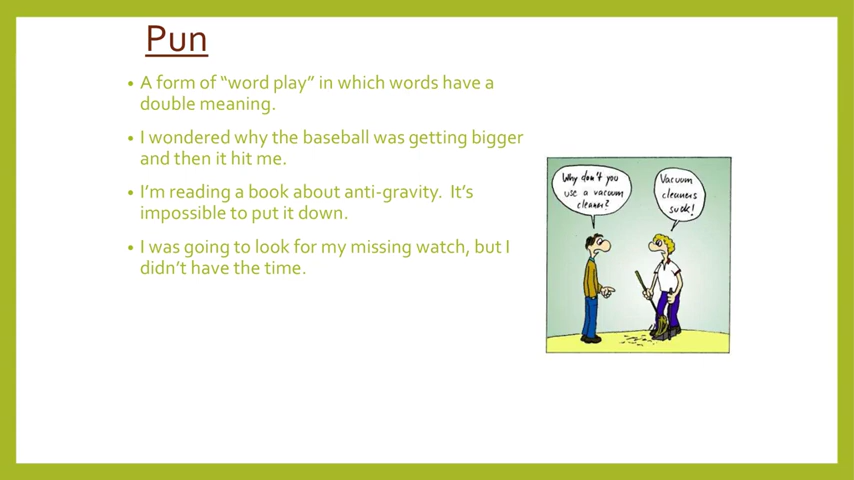 Pun
• A form of “word play” in which words have a
double meaning.
• I wondered why the baseball was getting bigger
and then it hit me.
• I’m reading a book about anti-gravity.  It’s
impossible to put it down.
• I was going to look for my missing watch, but I
didn’t have the time.
Why don't you
use a vacuum
cleaner?
Vacuum
cleaners
suck!